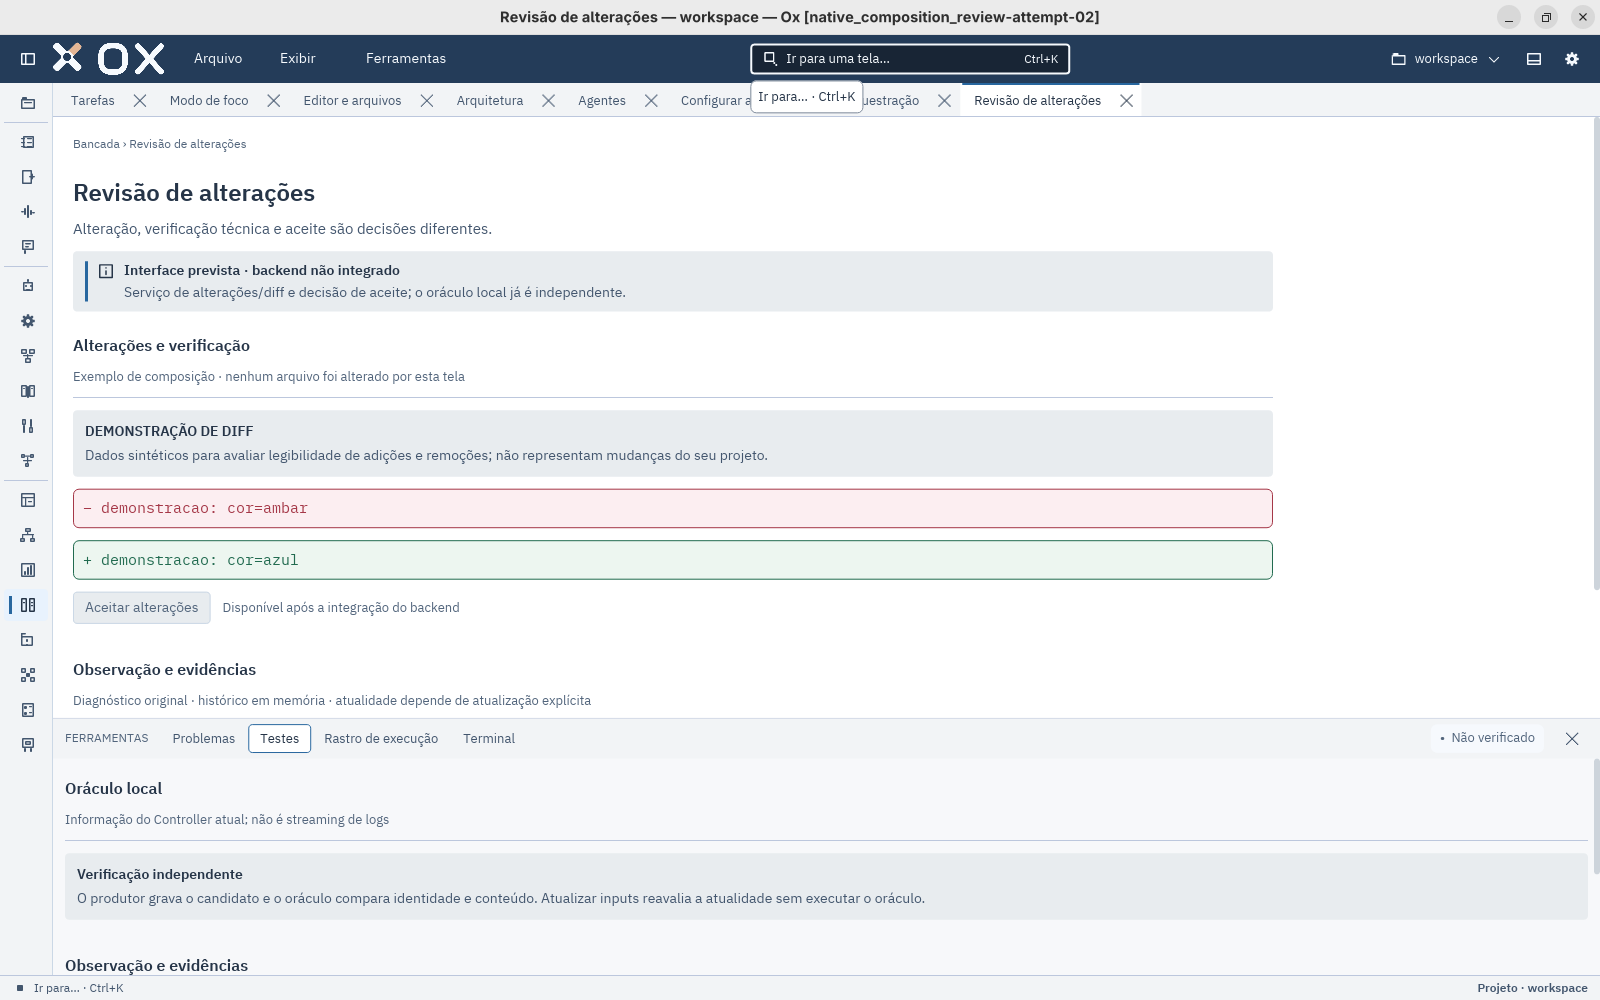 Revisão de alterações — workspace — Ox [native_composition_review-attempt-02]
OX
Arquivo
Exibir
Ferramentas
Ir para uma tela...
Ctrl+K
workspace
Tarefas
Modo de foco
Editor e arquivos
Arquitetura
Agentes
Configurar
Revisão de alterações
Ir para... · Ctrl+K
Bancada › Revisão de alterações
Revisão de alterações
Alteração, verificação técnica e aceite são decisões diferentes.
Interface prevista · backend não integrado
Serviço de alterações/diff e decisão de aceite; o oráculo local já é independente.
Alterações e verificação
Exemplo de composição · nenhum arquivo foi alterado por esta tela
DEMONSTRAÇÃO DE DIFF
Dados sintéticos para avaliar legibilidade de adições e remoções; não representam mudanças do seu projeto.
− demonstracao: cor=ambar
+ demonstracao: cor=azul
Aceitar alterações
Disponível após a integração do backend
Observação e evidências
Diagnóstico original · histórico em memória · atualidade depende de atualização explícita
FERRAMENTAS
Problemas
Testes
Rastro de execução
Terminal
• Não verificado
Oráculo local
Informação do Controller atual; não é streaming de logs
Verificação independente
O produtor grava o candidato e o oráculo compara identidade e conteúdo. Atualizar inputs reavalia a atualidade sem executar o oráculo.
Observação e evidências
Ir para... · Ctrl+K
Projeto · workspace